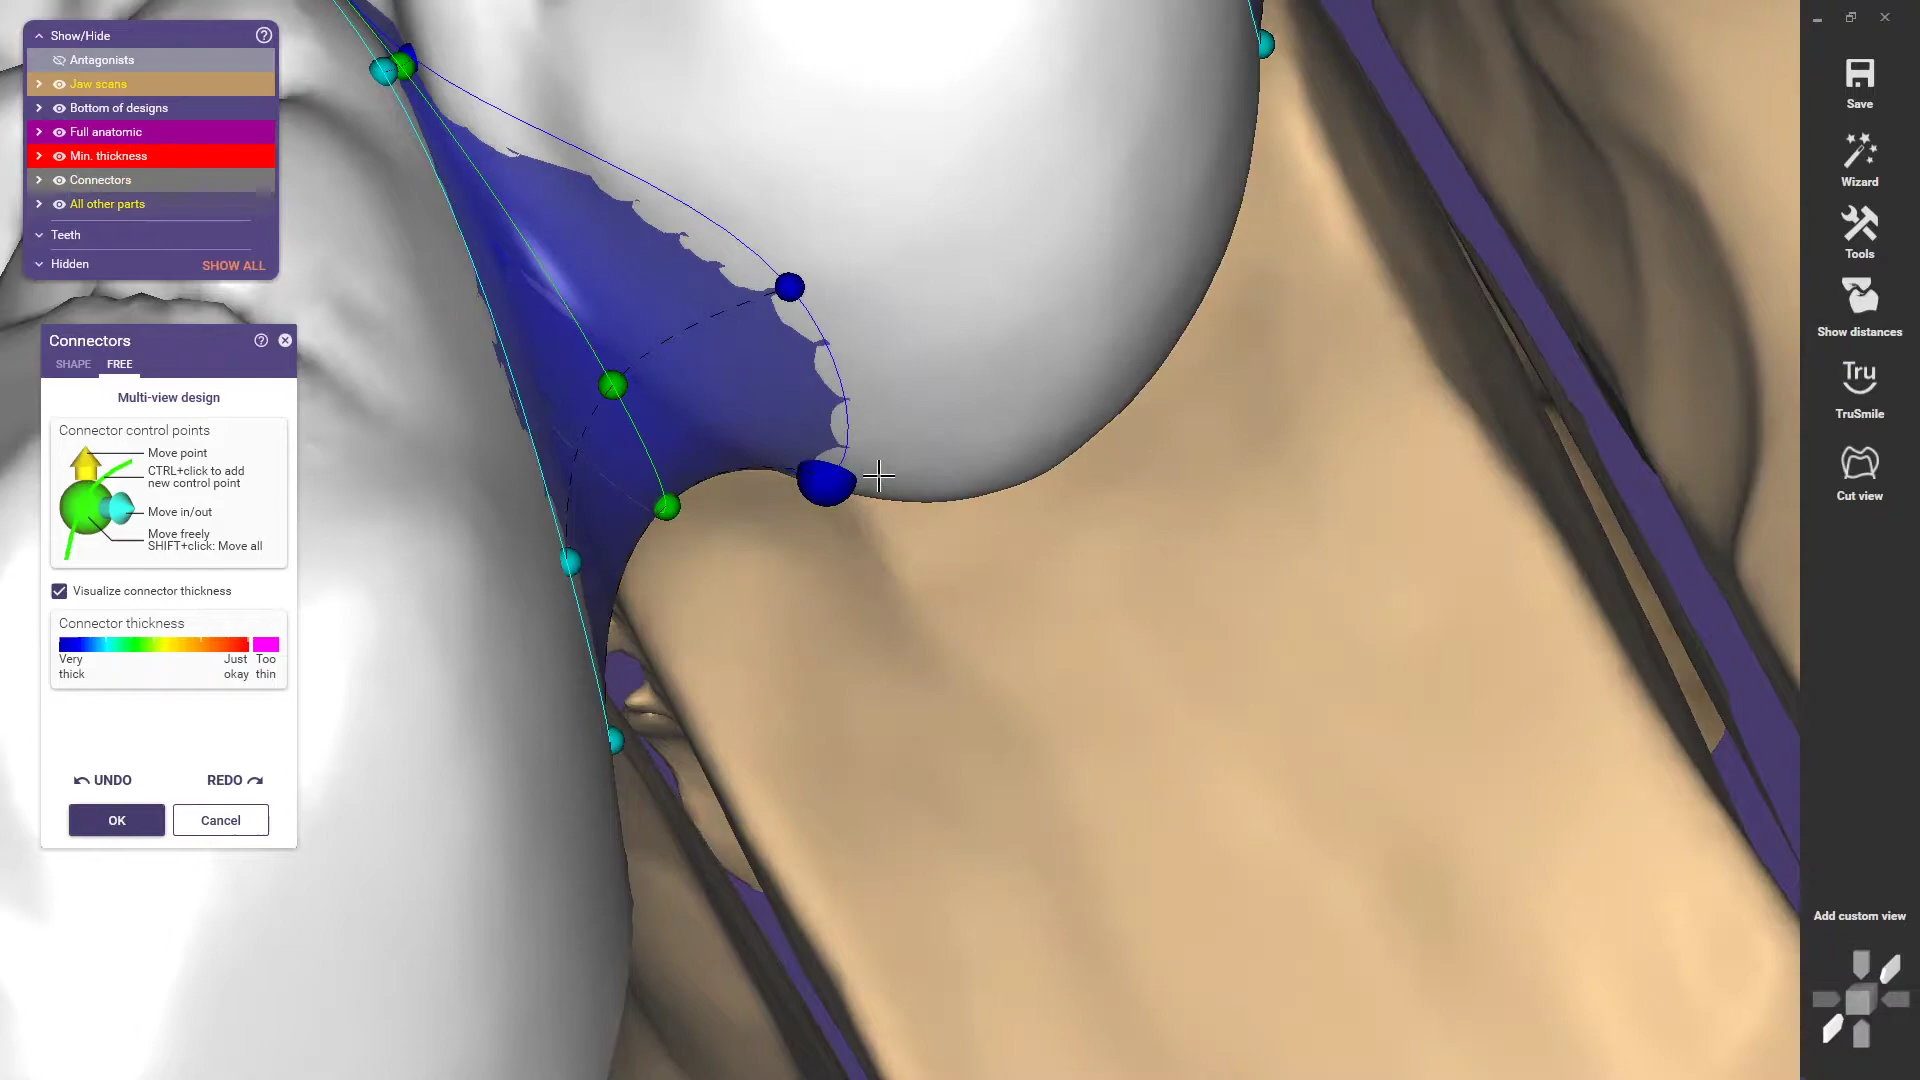 Show/Hide
Antagonists
Jaw scans
Bottom of designs
Full anatomic
Min. thickness
Connectors
All other parts
Teeth
Hidden
SHOW ALL
Connectors
SHAPE
FREE
Multi-view design
Connector control points
Move point
CTRL+click to add
new control point
Move in/out
Move freely
SHIFT+click: Move all
Visualize connector thickness
Connector thickness
Very
thick
Just
okay
Too
thin
UNDO
REDO
OK
Cancel
Save
Wizard
Tools
Show distances
Tru
TruSmile
Cut view
Add custom view